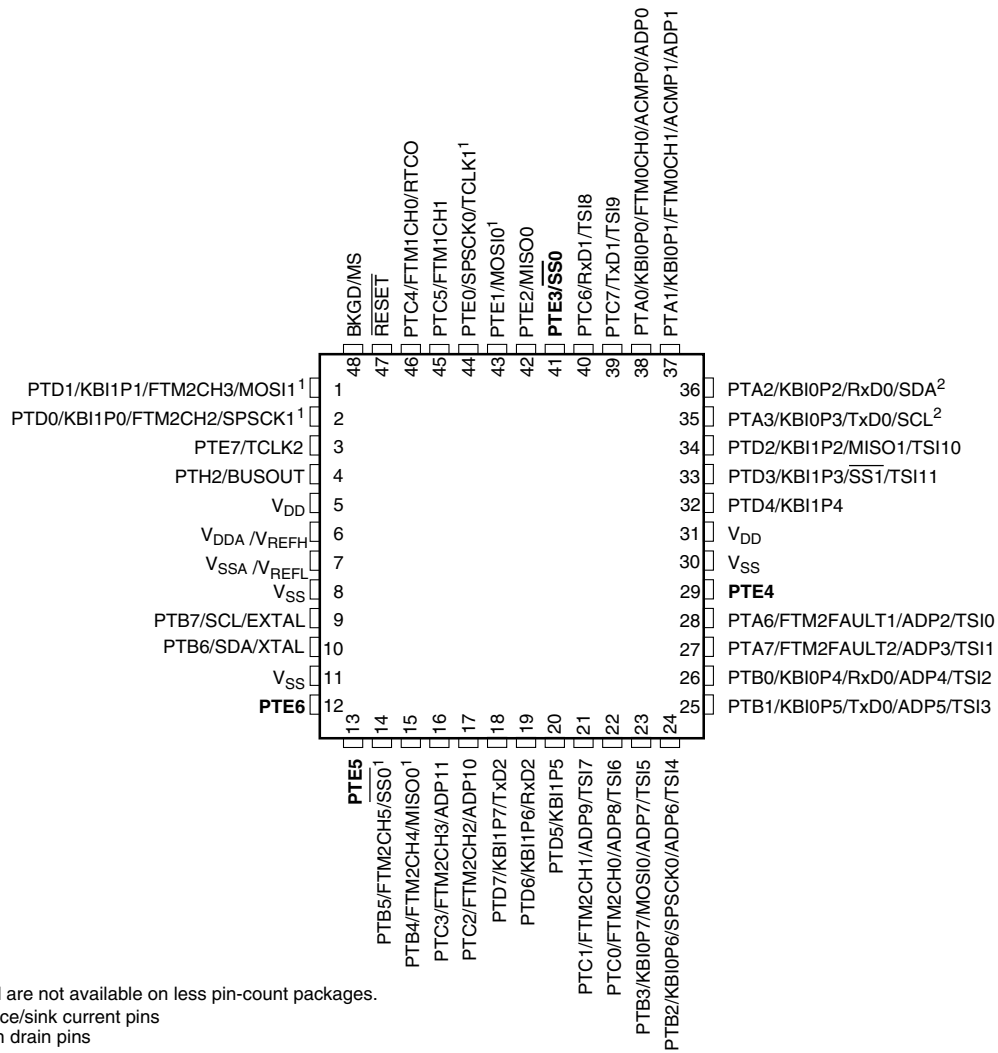 BKGD/MS
RESET
PTC4/FTM1CH0/RTCO
PTC5/FTM1CH1
PTE0/SPSCK0/TCLK1¹
PTE1/MOSI0¹
PTE2/MISO0
PTE3/SS0
PTC6/RxD1/TSI8
PTC7/TxD1/TSI9
PTA0/KBI0P0/FTM0CH0/ACMP0/ADP0
PTA1/KBI0P1/FTM0CH1/ACMP1/ADP1
48 47 46 45 44 43 42 41 40 39 38 37
PTD1/KBI1P1/FTM2CH3/MOSI1¹ 1
PTD0/KBI1P0/FTM2CH2/SPSCK1¹ 2
PTE7/TCLK2 3
PTH2/BUSOUT 4
VDD 5
VDDA /VREFH 6
VSSA /VREFL 7
VSS 8
PTB7/SCL/EXTAL 9
PTB6/SDA/XTAL 10
VSS 11
PTE6 12
36 PTA2/KBI0P2/RxD0/SDA²
35 PTA3/KBI0P3/TxD0/SCL²
34 PTD2/KBI1P2/MISO1/TSI10
33 PTD3/KBI1P3/SS1/TSI11
32 PTD4/KBI1P4
31 VDD
30 VSS
29 PTE4
28 PTA6/FTM2FAULT1/ADP2/TSI0
27 PTA7/FTM2FAULT2/ADP3/TSI1
26 PTB0/KBI0P4/RxD0/ADP4/TSI2
25 PTB1/KBI0P5/TxD0/ADP5/TSI3
13 14 15 16 17 18 19 20 21 22 23 24
PTE5
PTB5/FTM2CH5/SS0¹
PTB4/FTM2CH4/MISO0¹
PTC3/FTM2CH3/ADP11
PTC2/FTM2CH2/ADP10
PTD7/KBI1P7/TxD2
PTD6/KBI1P6/RxD2
PTD5/KBI1P5
PTC1/FTM2CH1/ADP9/TSI7
PTC0/FTM2CH0/ADP8/TSI6
PTB3/KBI0P7/MOSI0/ADP7/TSI5
PTB2/KBI0P6/SPSCK0/ADP6/TSI4
are not available on less pin-count packages.
ce/sink current pins
drain pins